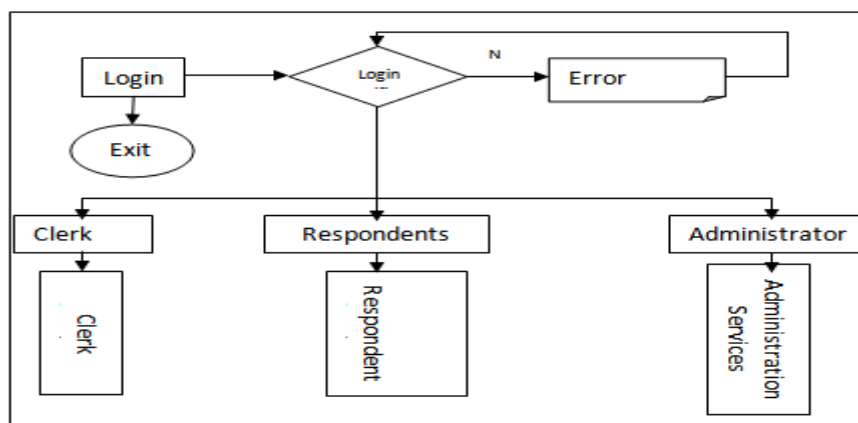 N
Login
Login
Error
Exit
Clerk
Respondents
Administrator
Clerk
Respondent
Administration
Services